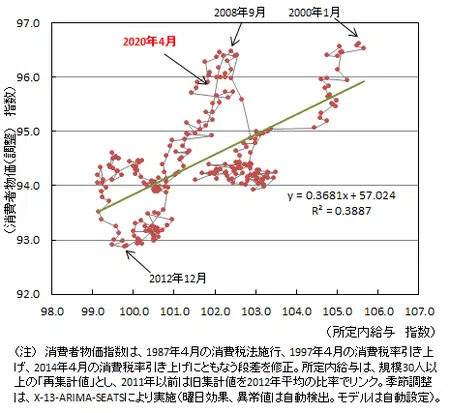 2008年9月
2000年1月
2020年4月
97.0
96.0
95.0
94.0
93.0
92.0
(消費者物価(調整) 指数)
y = 0.3681x + 57.024
R² = 0.3887
2012年12月
98.0 99.0 100.0 101.0 102.0 103.0 104.0 105.0 106.0 107.0
(所定内給与 指数)
(注) 消費者物価指数は、1987年4月の消費税法施行、1997年4月の消費税率引き上
げ、2014年4月の消費税率引上げにともなう段差を修正。所定内給与は、規模30人以
上の「再集計値」とし、2011年以前は旧集計値を2012年平均の比率でリンク。季節調整
は、X-13-ARIMA-SEATSにより実施(曜日効果、異常値は自動検出。モデルは自動設定)。